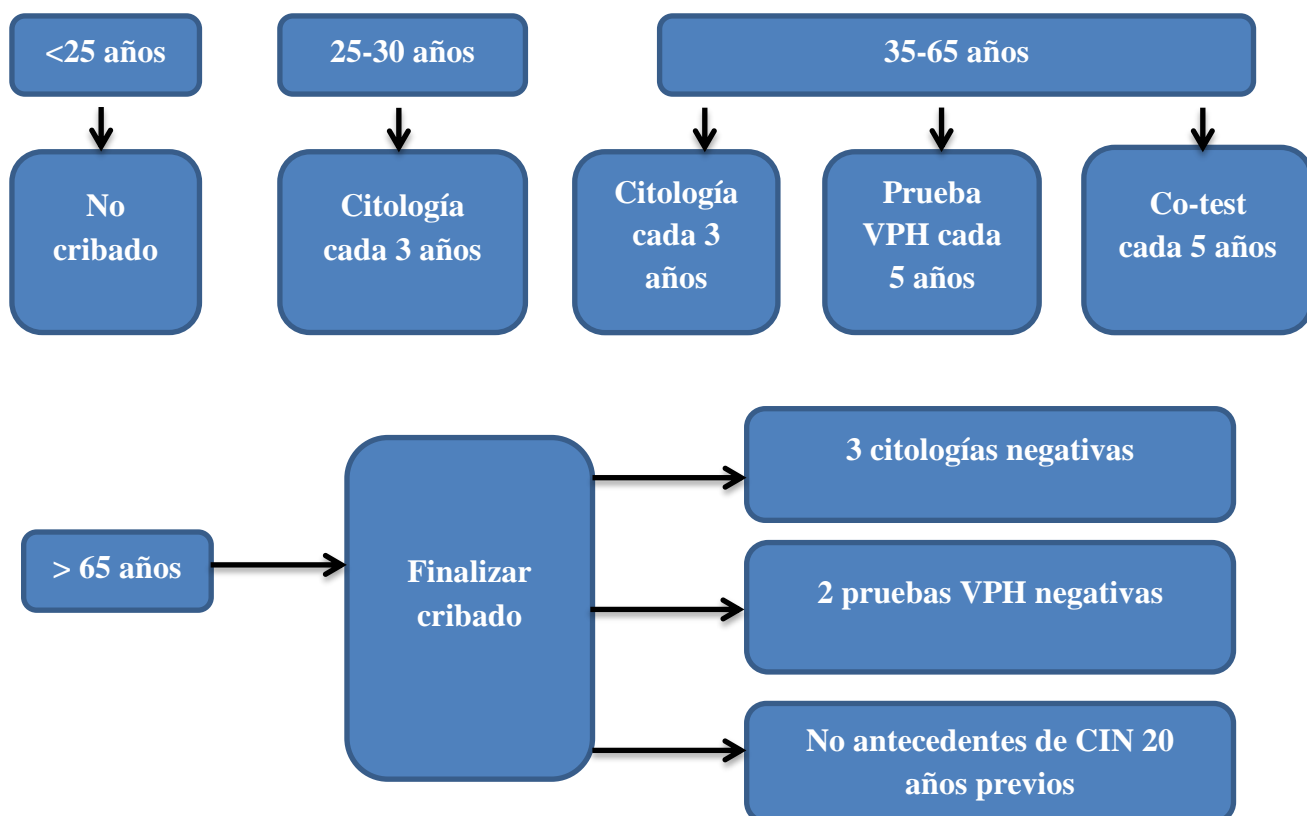 <25 años
25-30 años
35-65 años
No
cribado
Citología
cada 3 años
Citología
cada 3
años
Prueba
VPH cada
5 años
Co-test
cada 5 años
> 65 años
Finalizar
cribado
3 citologías negativas
2 pruebas VPH negativas
No antecedentes de CIN 20
años previos